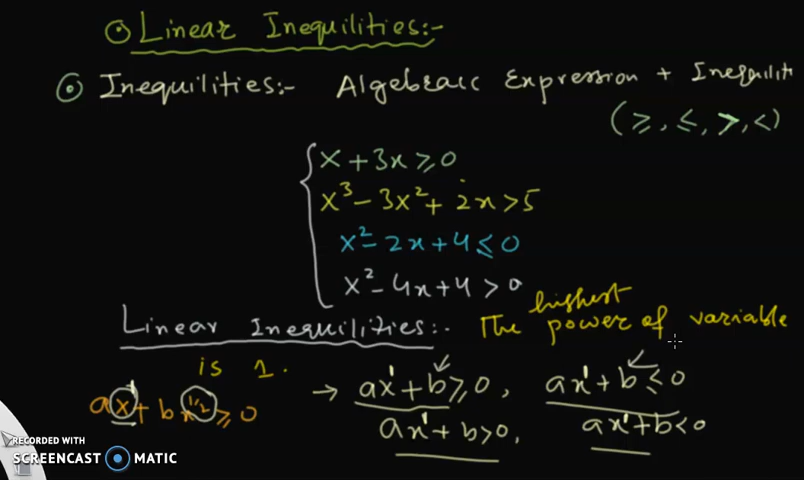 ⊙ Linear Inequilities:-
⊙ Inequilities:- Algebraic Expression + Inequiliti
(≥, ≤, >, <)
x + 3x ≥ 0
x³ - 3x² + 2x > 5
x² - 2x + 4 ≤ 0
x² - 4x + 4 > 0
Linear Inequilities:- The highest power of variable
is 1.
→ ax¹ + b ≥ 0, ax¹ + b ≤ 0
ax¹ + b > 0, ax¹ + b < 0
ax + b x^1/2 ≥ 0
RECORDED WITH
SCREENCAST MATIC